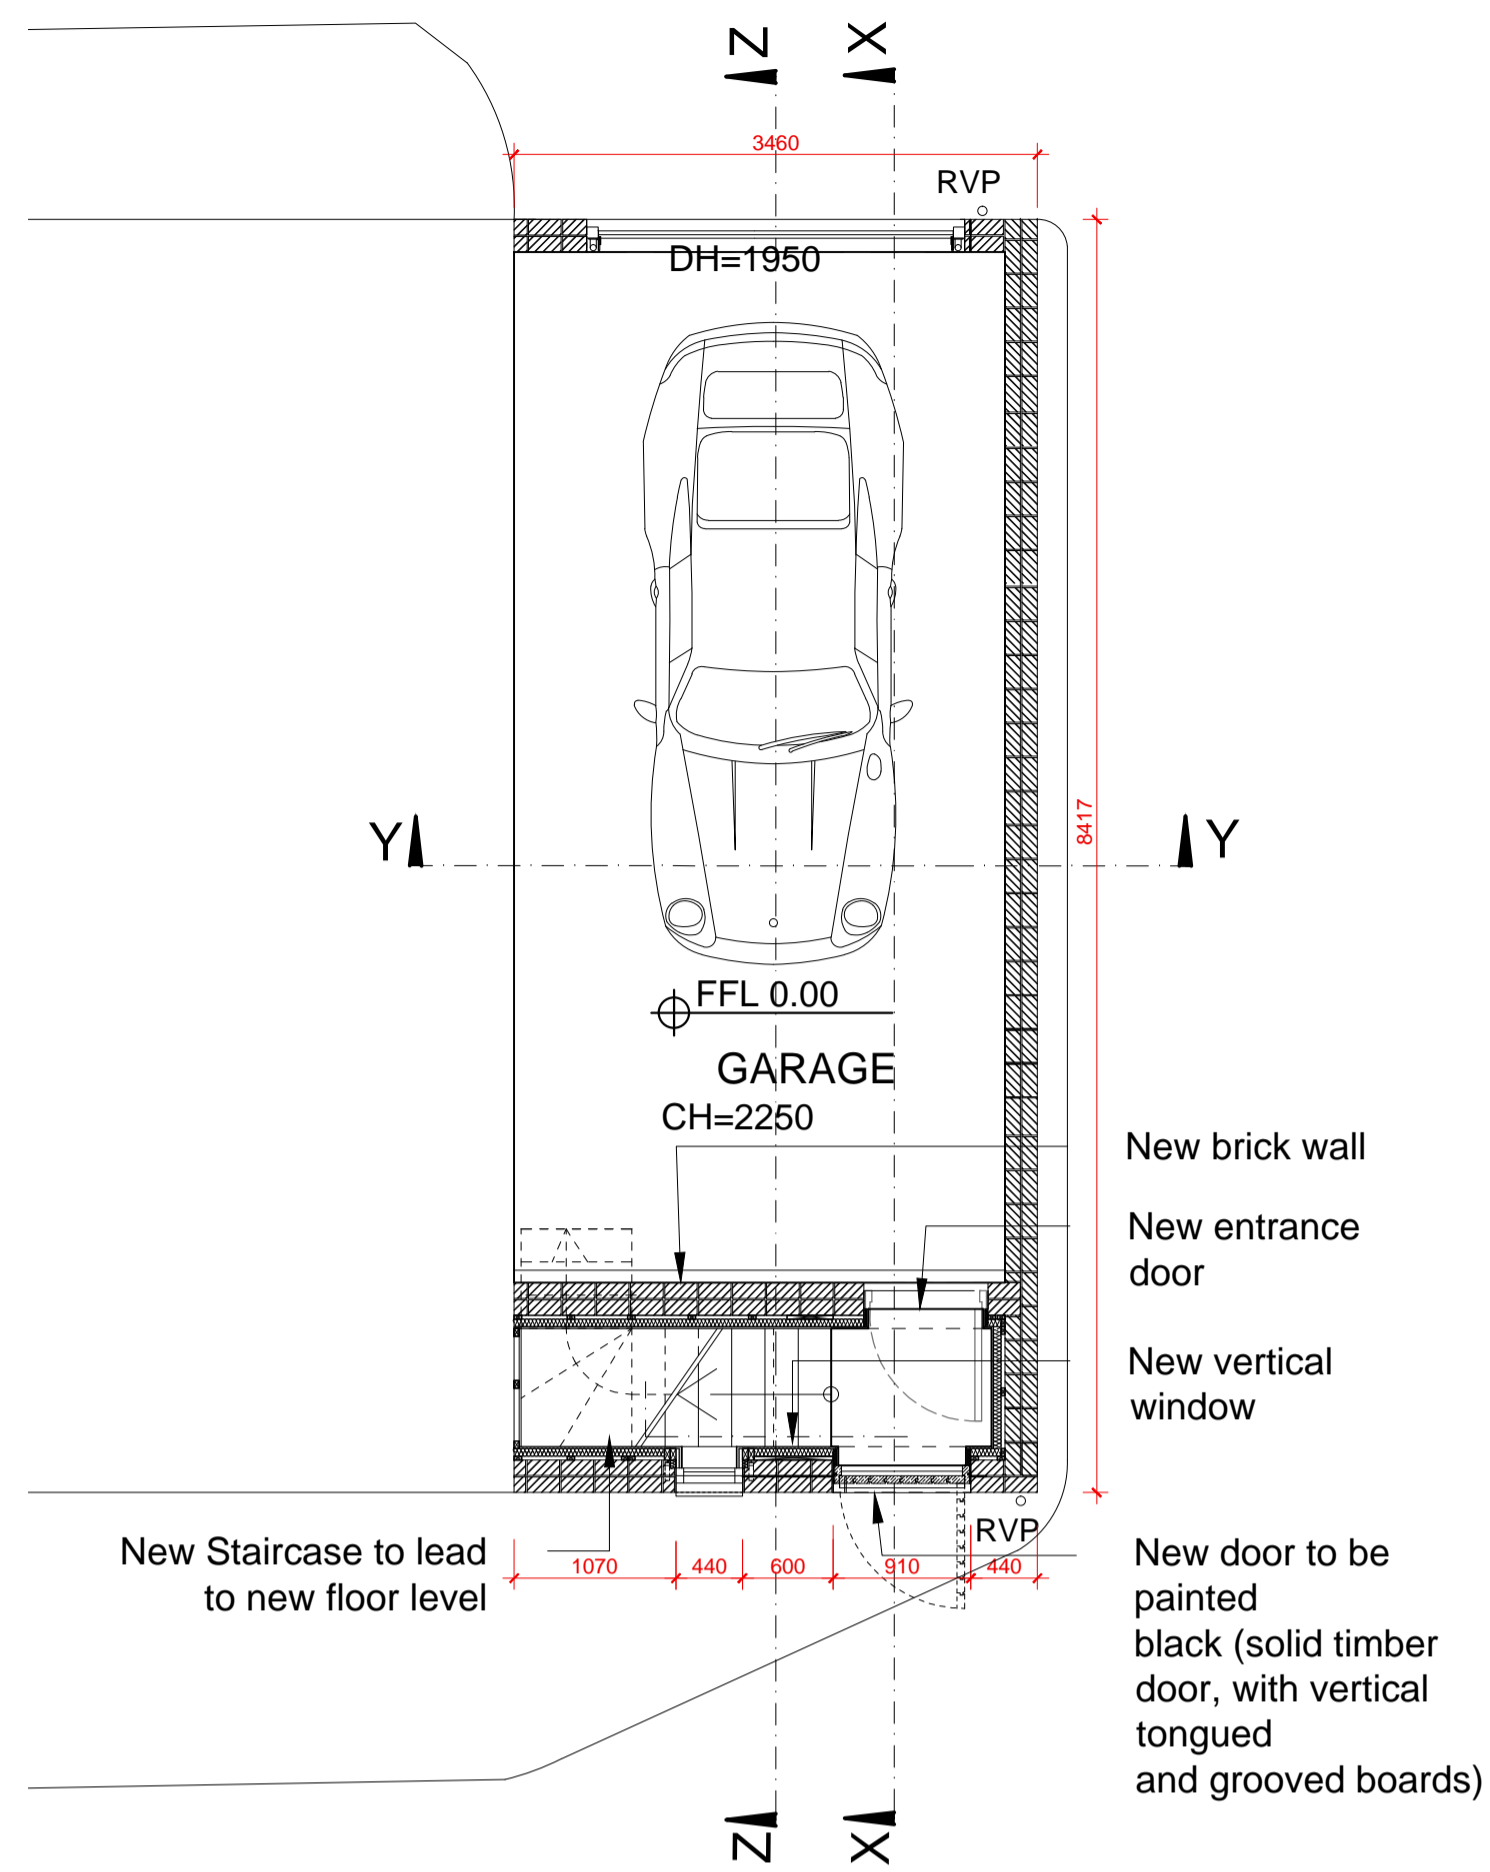 Z
X
3460
RVP
DH=1950
Y
Y
8417
FFL 0.00
GARAGE
CH=2250
New brick wall
New entrance
door
New vertical
window
RVP
New Staircase to lead
to new floor level
1070
440
600
910
440
New door to be
painted
black (solid timber
door, with vertical
tongued
and grooved boards)
Z
X